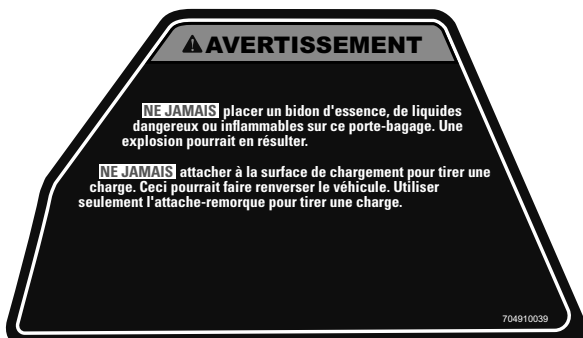 AVERTISSEMENT
NE JAMAIS placer un bidon d'essence, de liquides
dangereux ou inflammables sur ce porte-bagage. Une
explosion pourrait en résulter.
NE JAMAIS attacher à la surface de chargement pour tirer une
charge. Ceci pourrait faire renverser le véhicule. Utiliser
seulement l'attache-remorque pour tirer une charge.
704910039